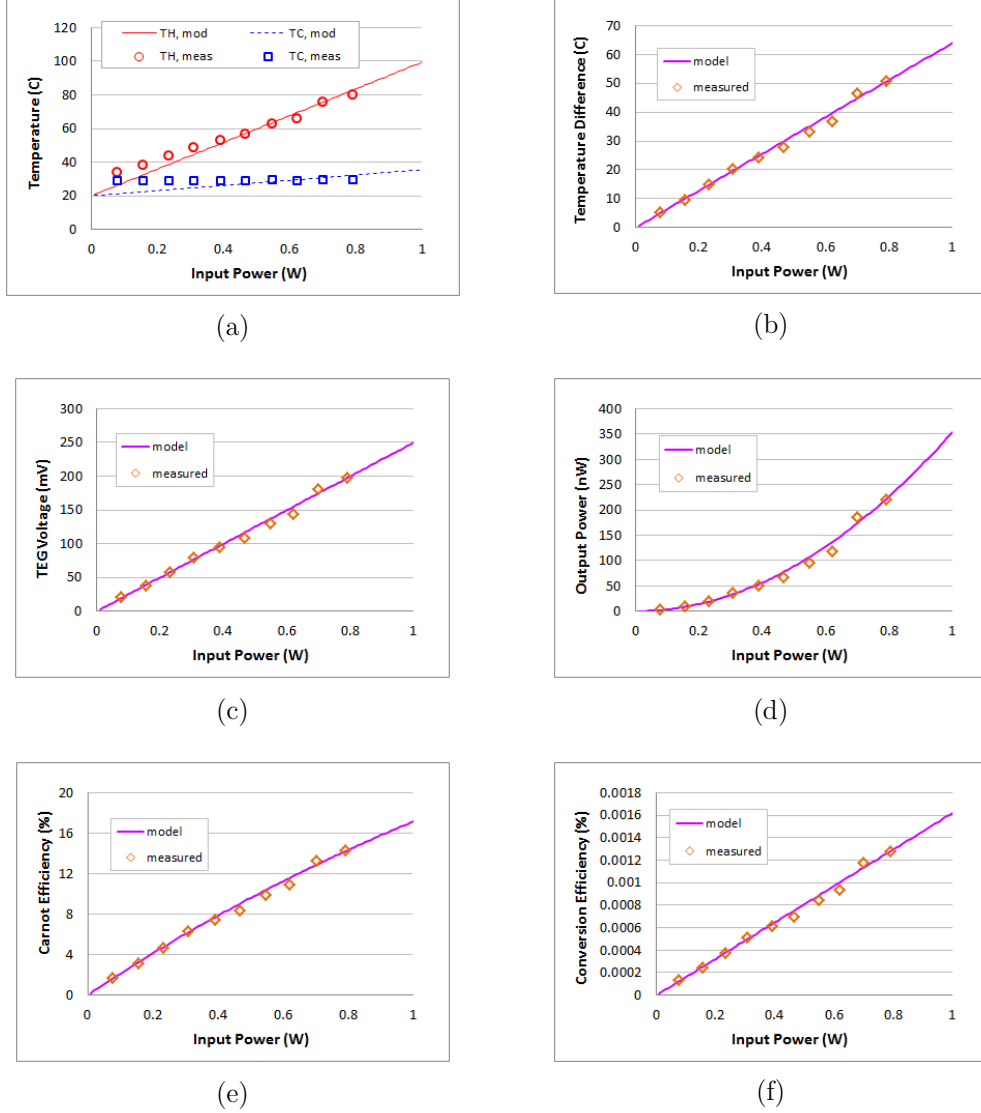 TH, mod
TC, mod
TH, meas
TC, meas
Temperature (C)
120
100
80
60
40
20
0
0 0.2 0.4 0.6 0.8 1
Input Power (W)
(a)
model
measured
Temperature Difference (C)
70
60
50
40
30
20
10
0
0 0.2 0.4 0.6 0.8 1
Input Power (W)
(b)
model
measured
TEG Voltage (mV)
300
250
200
150
100
50
0
0 0.2 0.4 0.6 0.8 1
Input Power (W)
(c)
model
measured
Output Power (nW)
400
350
300
250
200
150
100
50
0
0 0.2 0.4 0.6 0.8 1
Input Power (W)
(d)
model
measured
Carnot Efficiency (%)
20
16
12
8
4
0
0 0.2 0.4 0.6 0.8 1
Input Power (W)
(e)
model
measured
Conversion Efficiency (%)
0.0018
0.0016
0.0014
0.0012
0.001
0.0008
0.0006
0.0004
0.0002
0
0 0.2 0.4 0.6 0.8 1
Input Power (W)
(f)